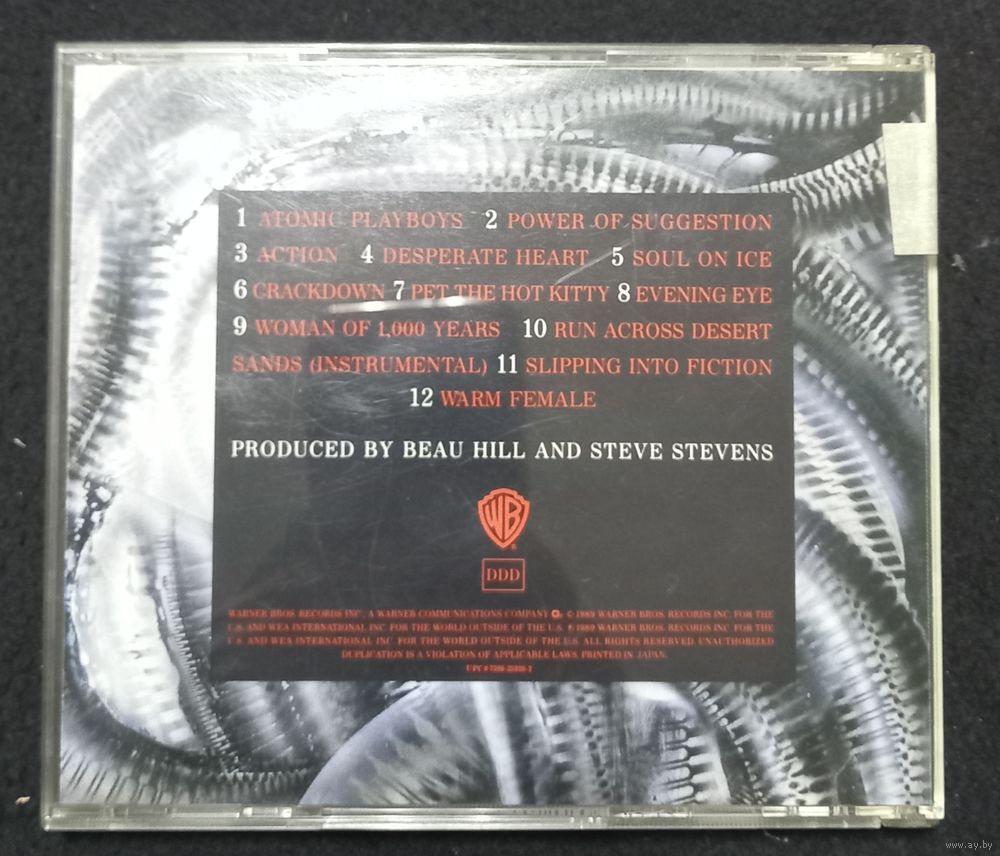 1 ATOMIC PLAYBOYS 2 POWER OF SUGGESTION
3 ACTION 4 DESPERATE HEART 5 SOUL ON ICE
6 CRACKDOWN 7 PET THE HOT KITTY 8 EVENING EYE
9 WOMAN OF 1,000 YEARS 10 RUN ACROSS DESERT
SANDS (INSTRUMENTAL) 11 SLIPPING INTO FICTION
12 WARM FEMALE
PRODUCED BY BEAU HILL AND STEVE STEVENS
WB
DDD
WARNER BROS. RECORDS INC., A WARNER COMMUNICATIONS COMPANY © 1989 WARNER BROS. RECORDS INC. FOR THE
U.S. AND WEA INTERNATIONAL INC. FOR THE WORLD OUTSIDE OF THE U.S. ℗ 1989 WARNER BROS. RECORDS INC. FOR THE
U.S. AND WEA INTERNATIONAL INC. FOR THE WORLD OUTSIDE OF THE U.S. ALL RIGHTS RESERVED. UNAUTHORIZED
DUPLICATION IS A VIOLATION OF APPLICABLE LAWS. PRINTED IN JAPAN.
UPC #
www.ay.by